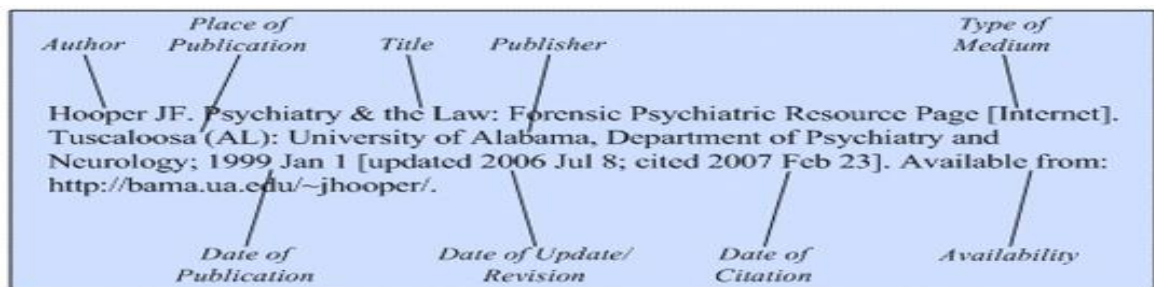 Place of
Author Publication Title Publisher Type of
Medium
Hooper JF. Psychiatry & the Law: Forensic Psychiatric Resource Page [Internet].
Tuscaloosa (AL): University of Alabama, Department of Psychiatry and
Neurology; 1999 Jan 1 [updated 2006 Jul 8; cited 2007 Feb 23]. Available from:
http://bama.ua.edu/~jhooper/.
Date of Date of Update/ Date of Availability
Publication Revision Citation